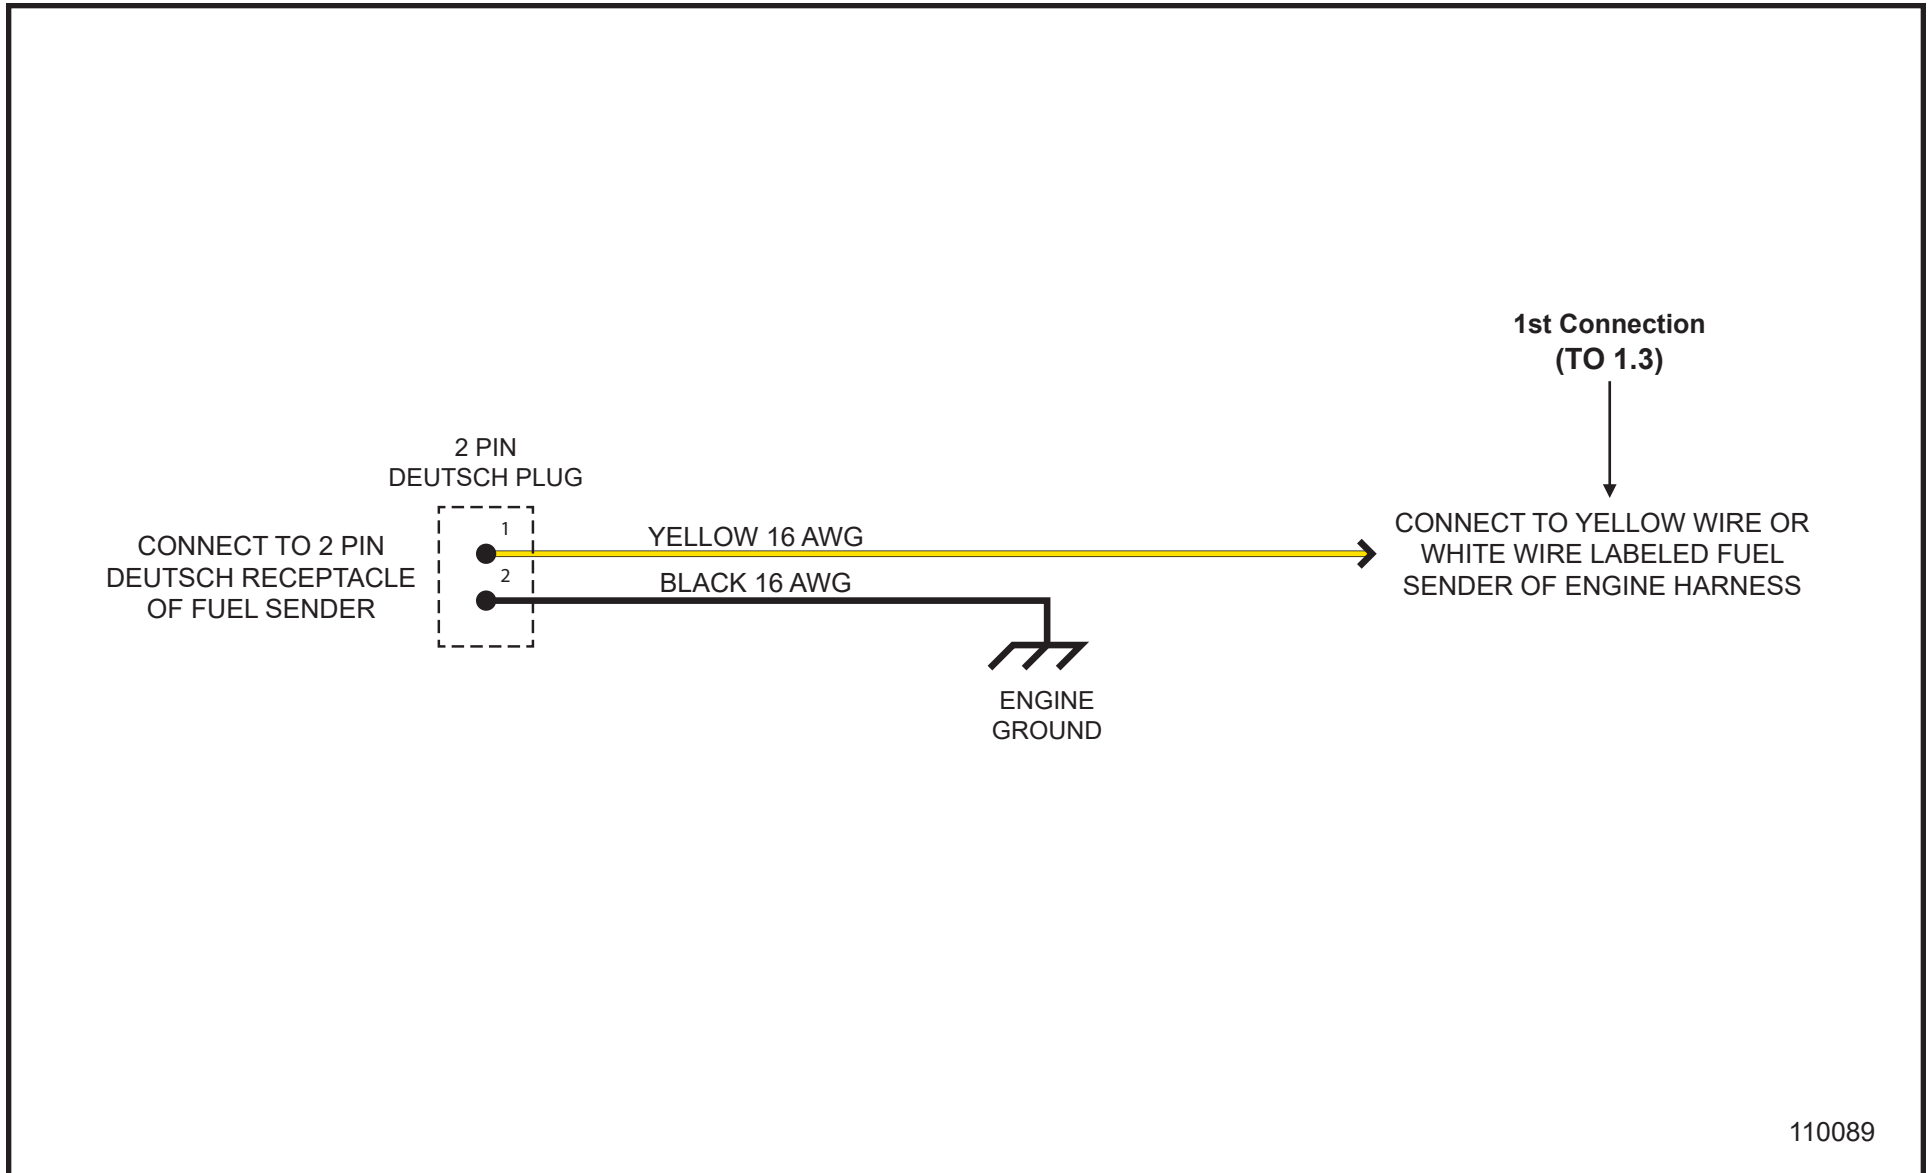 1st Connection
(TO 1.3)
2 PIN
DEUTSCH PLUG
CONNECT TO 2 PIN
DEUTSCH RECEPTACLE
OF FUEL SENDER
1
2
YELLOW 16 AWG
BLACK 16 AWG
CONNECT TO YELLOW WIRE OR
WHITE WIRE LABELED FUEL
SENDER OF ENGINE HARNESS
ENGINE
GROUND
110089